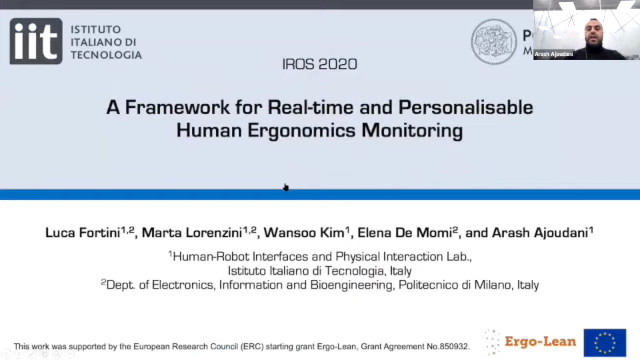 iit
ISTITUTO
ITALIANO DI
TECNOLOGIA
IROS 2020
Arash Ajoudani
A Framework for Real-time and Personalisable
Human Ergonomics Monitoring
Luca Fortini¹,², Marta Lorenzini¹,², Wansoo Kim¹, Elena De Momi², and Arash Ajoudani¹
¹Human-Robot Interfaces and Physical Interaction Lab.,
Istituto Italiano di Tecnologia, Italy
²Dept. of Electronics, Information and Bioengineering, Politecnico di Milano, Italy
This work was supported by the European Research Council (ERC) starting grant Ergo-Lean, Grant Agreement No.850932.
Ergo-Lean